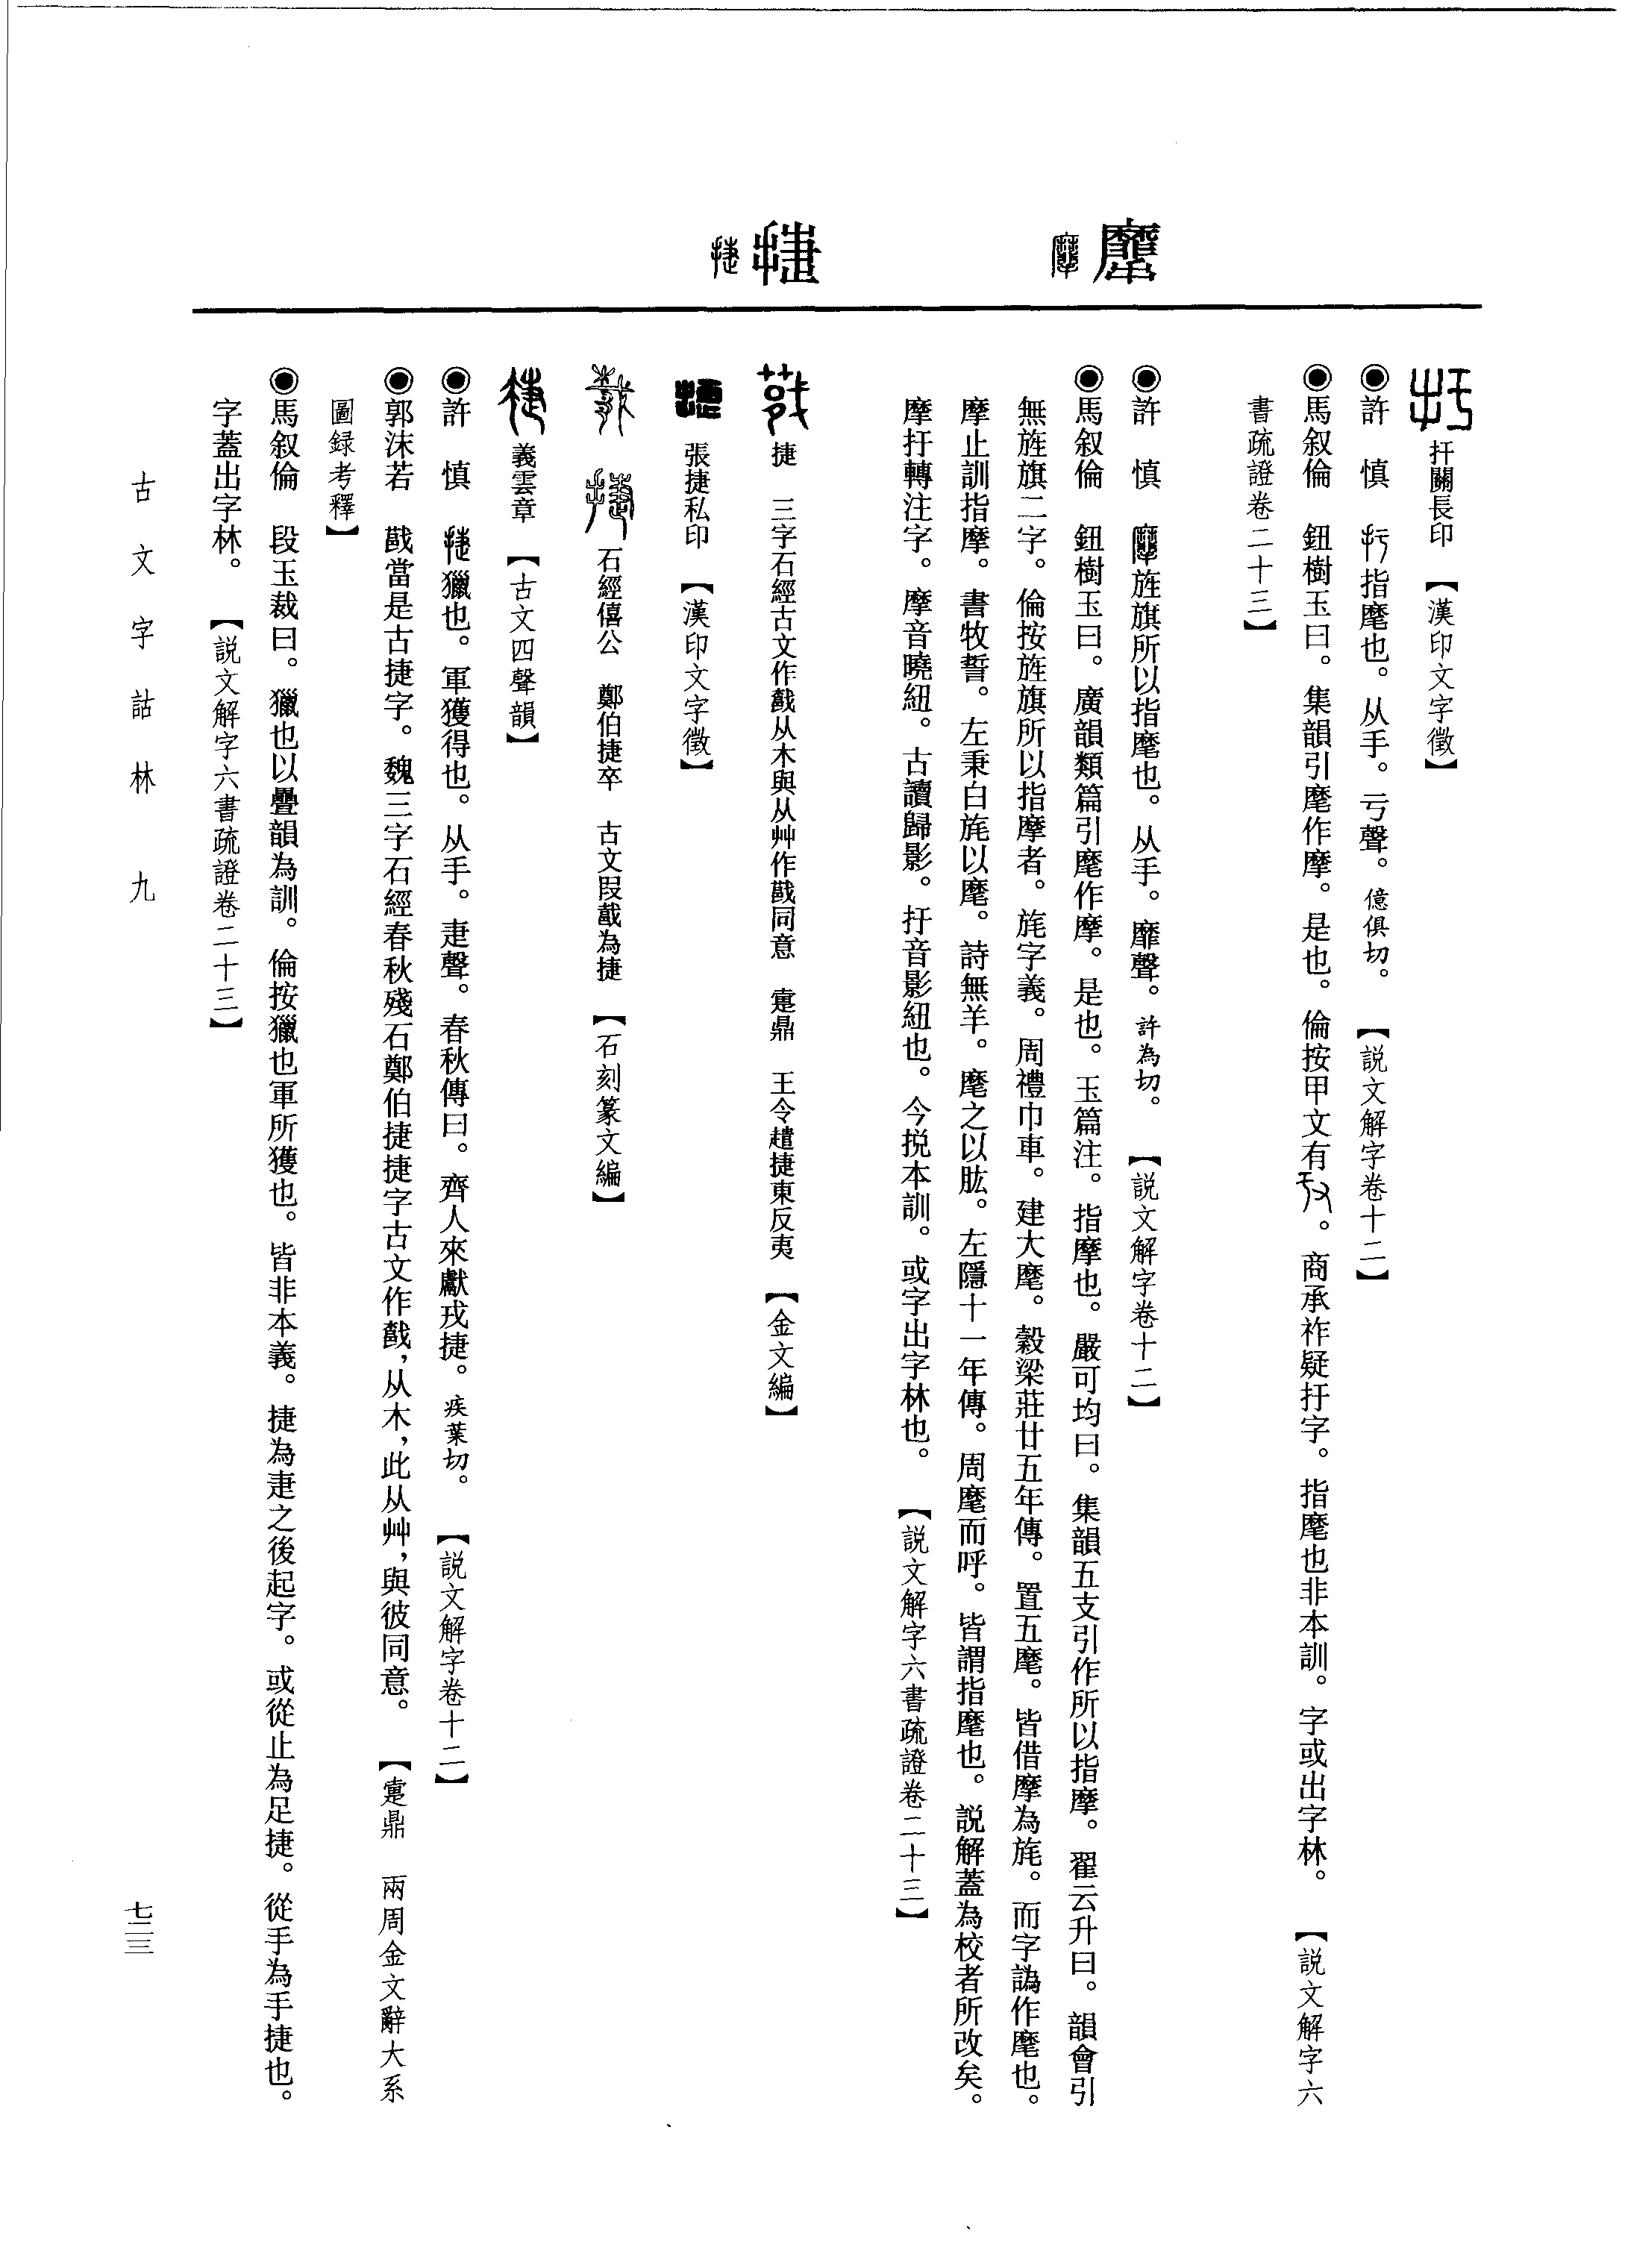 扜關長印　【漢印文字徵】
◉許　慎　指麾也。从手。亏聲。億俱切。　【説文解字卷十二】
◉馬叙倫　鈕樹玉曰。集韻引麾作摩。是也。倫按甲文有。商承祚疑扜字。指麾也非本訓。字或出字林。　【説文解字六
書疏證卷二十三】
◉許　慎　旌旗所以指麾也。从手。靡聲。許為切。　【説文解字卷十二】
◉馬叙倫　鈕樹玉曰。廣韻類篇引麾作摩。是也。玉篇注。指摩也。嚴可均曰。集韻五支引作所以指摩。翟云升曰。韻會引
無旌旗二字。倫按旌旗所以指摩者。旄字義。周禮巾車。建大麾。穀梁莊廿五年傳。置五麾。皆借摩為旄。而字譌作麾也。
摩止訓指摩。書牧誓。左秉白旄以麾。詩無羊。麾之以肱。左隱十一年傳。周麾而呼。皆謂指麾也。説解蓋為校者所改矣。
摩扜轉注字。摩音曉紐。古讀歸影。扜音影紐也。今挩本訓。或字出字林也。　【説文解字六書疏證卷二十三】
捷　三字石經古文作𢧵从木與从艸作𢧵同意　疐鼎　王令趞捷東反夷　【金文編】
張捷私印　【漢印文字徵】
石經僖公　鄭伯捷卒　古文叚𢧵為捷　【石刻篆文編】
義雲章　【古文四聲韻】
◉許　慎　獵也。軍獲得也。从手。疌聲。春秋傳曰。齊人來獻戎捷。疾葉切。　【説文解字卷十二】
◉郭沫若　𢧵當是古捷字。魏三字石經春秋殘石鄭伯捷捷字古文作𢧵，从木，此从艸，與彼同意。　【疐鼎　兩周金文辭大系
圖録考釋】
◉馬叙倫　段玉裁曰。獵也以疊韻為訓。倫按獵也軍所獲也。皆非本義。捷為疌之後起字。或從止為足捷。從手為手捷也。
字蓋出字林。　【説文解字六書疏證卷二十三】
古文字詁林　九
七二三